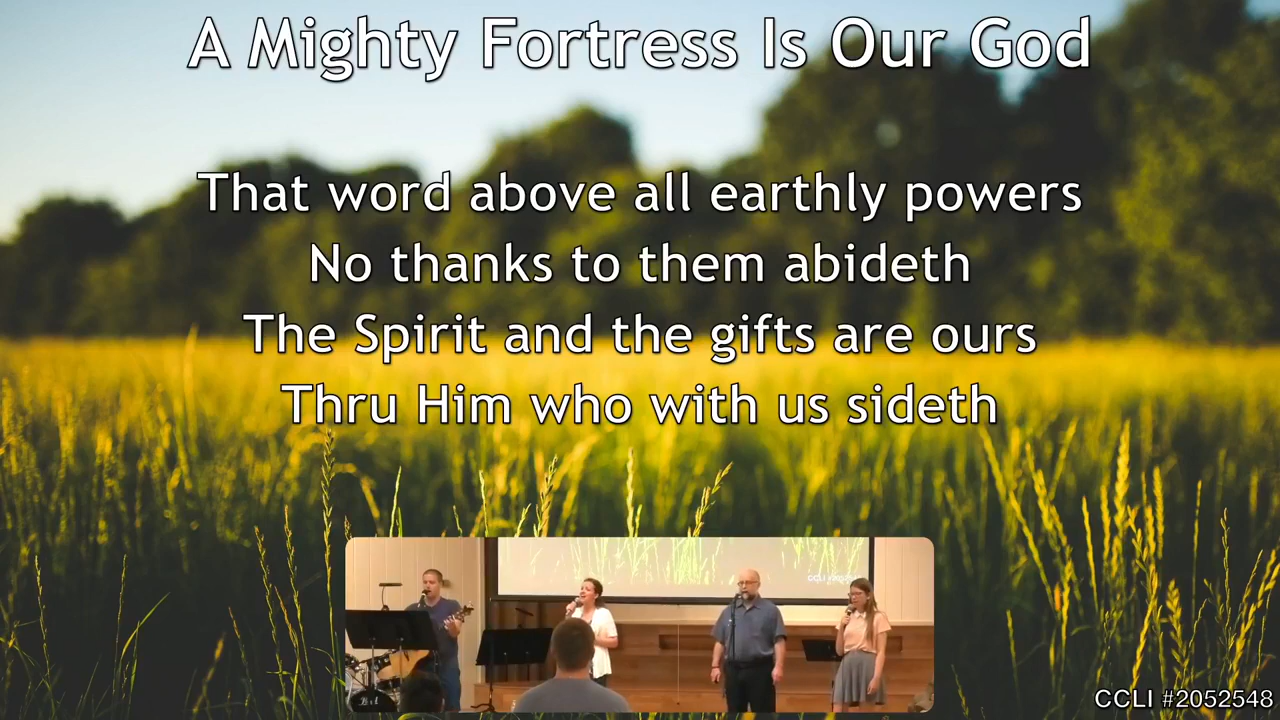 A Mighty Fortress Is Our God
That word above all earthly powers
No thanks to them abideth
The Spirit and the gifts are ours
Thru Him who with us sideth
CCLI #2052548